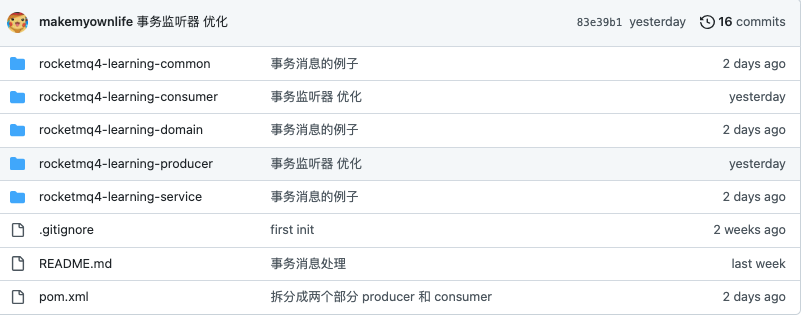 makemyownlife 事务监听器 优化 83e39b1 yesterday 16 commits
rocketmq4-learning-common 事务消息的例子 2 days ago
rocketmq4-learning-consumer 事务监听器 优化 yesterday
rocketmq4-learning-domain 事务消息的例子 2 days ago
rocketmq4-learning-producer 事务监听器 优化 yesterday
rocketmq4-learning-service 事务消息的例子 2 days ago
.gitignore first init 2 weeks ago
README.md 事务消息处理 last week
pom.xml 拆分成两个部分 producer 和 consumer 2 days ago